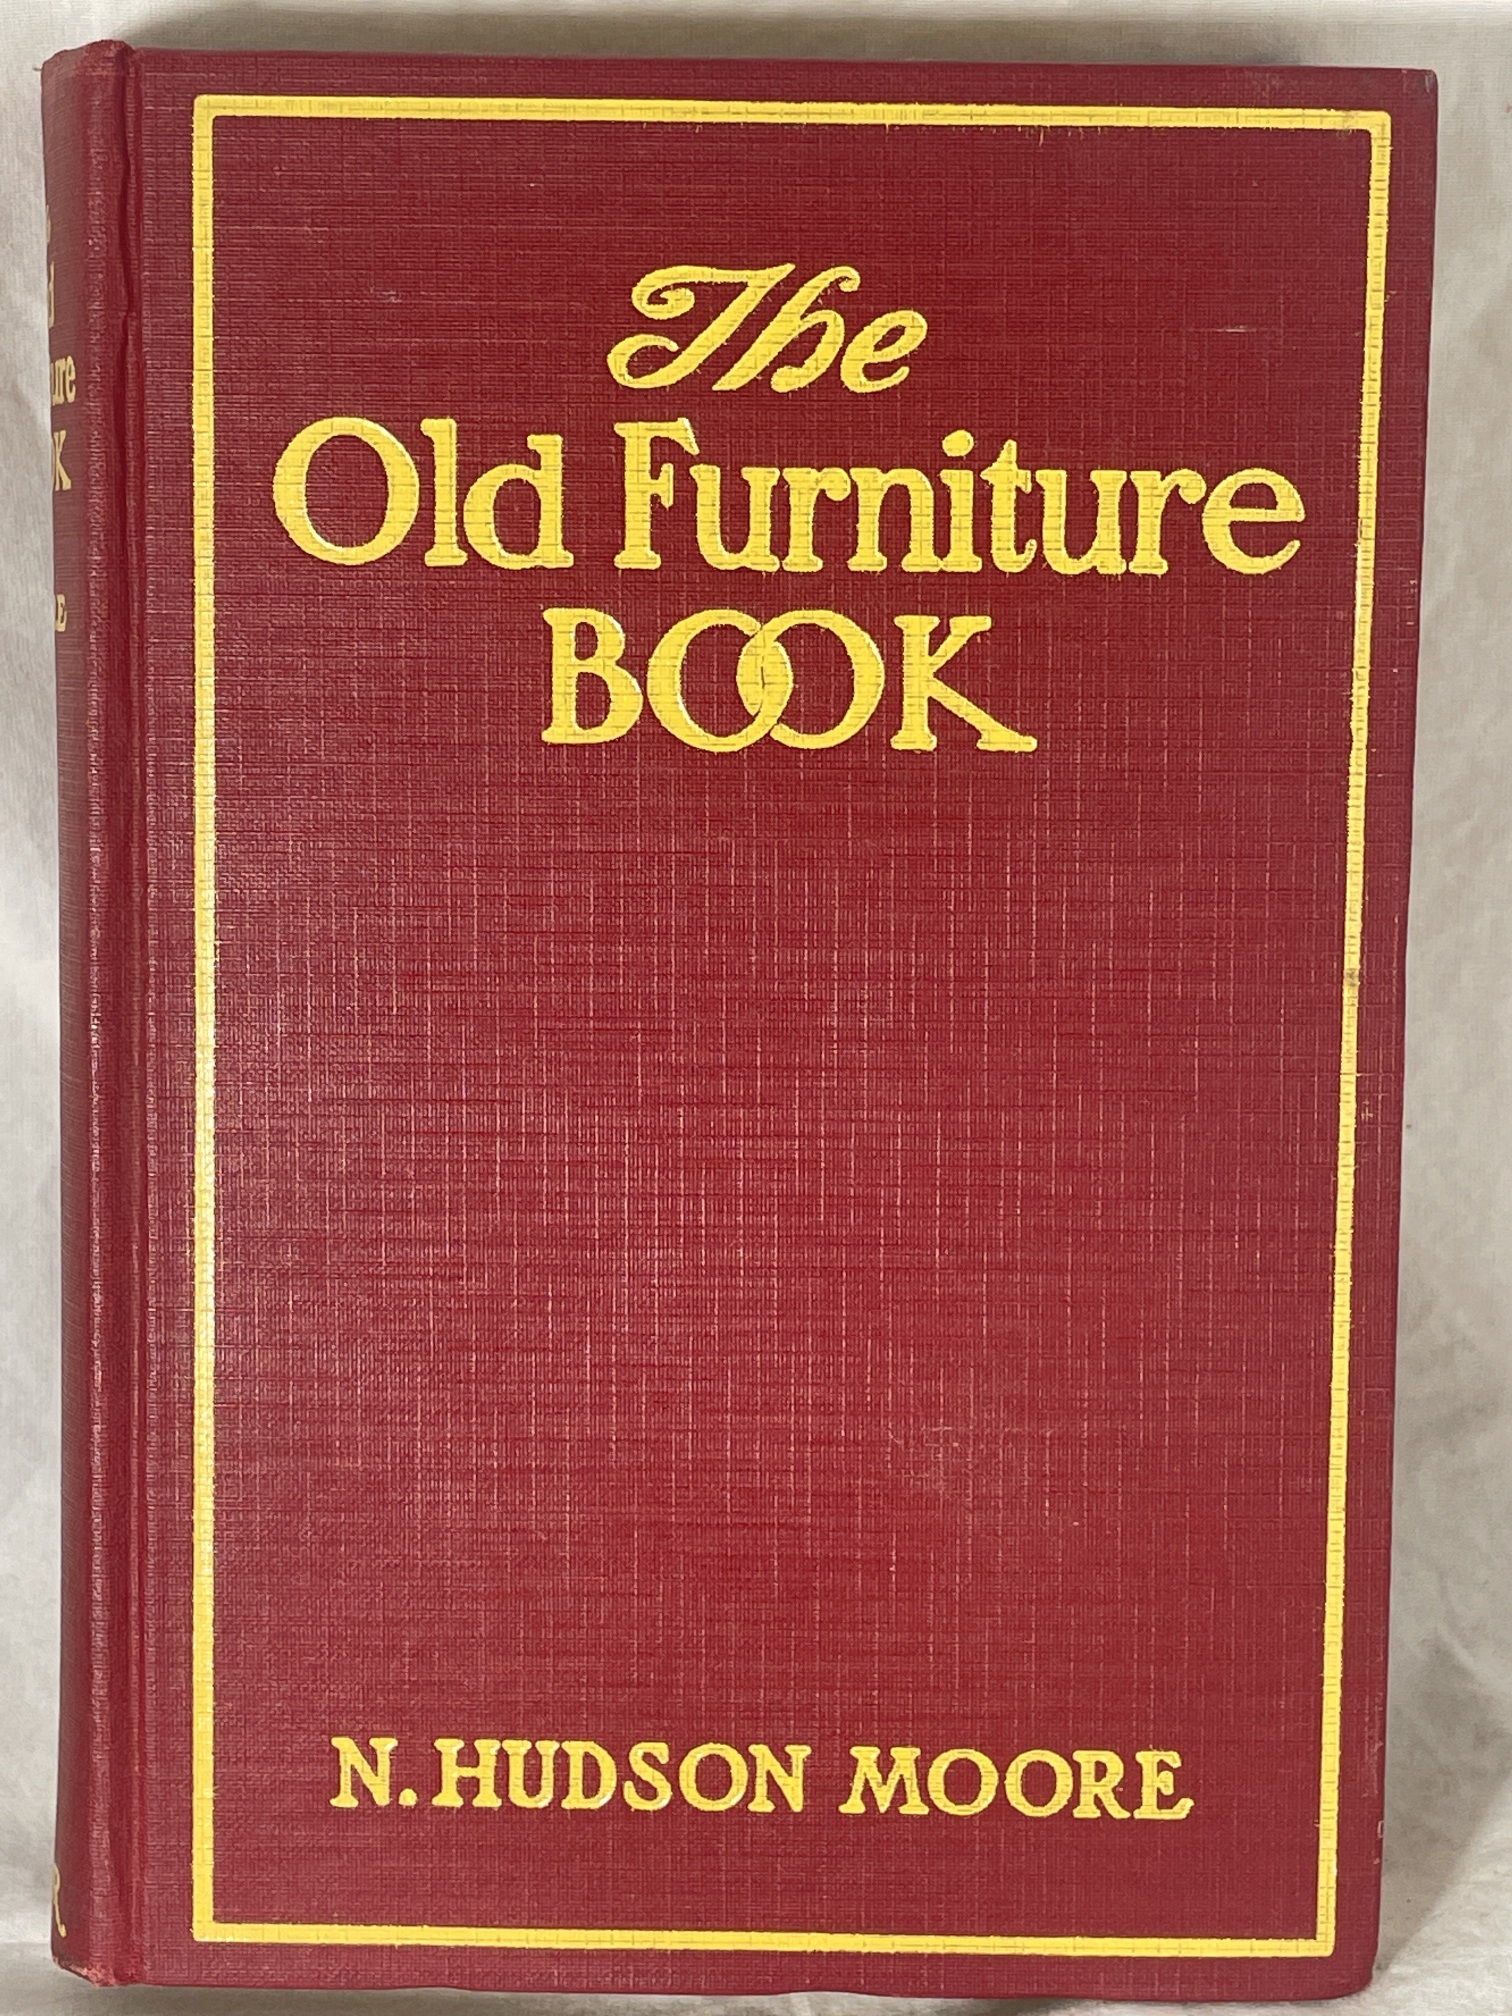 The
Old Furniture
BOOK
N. HUDSON MOORE